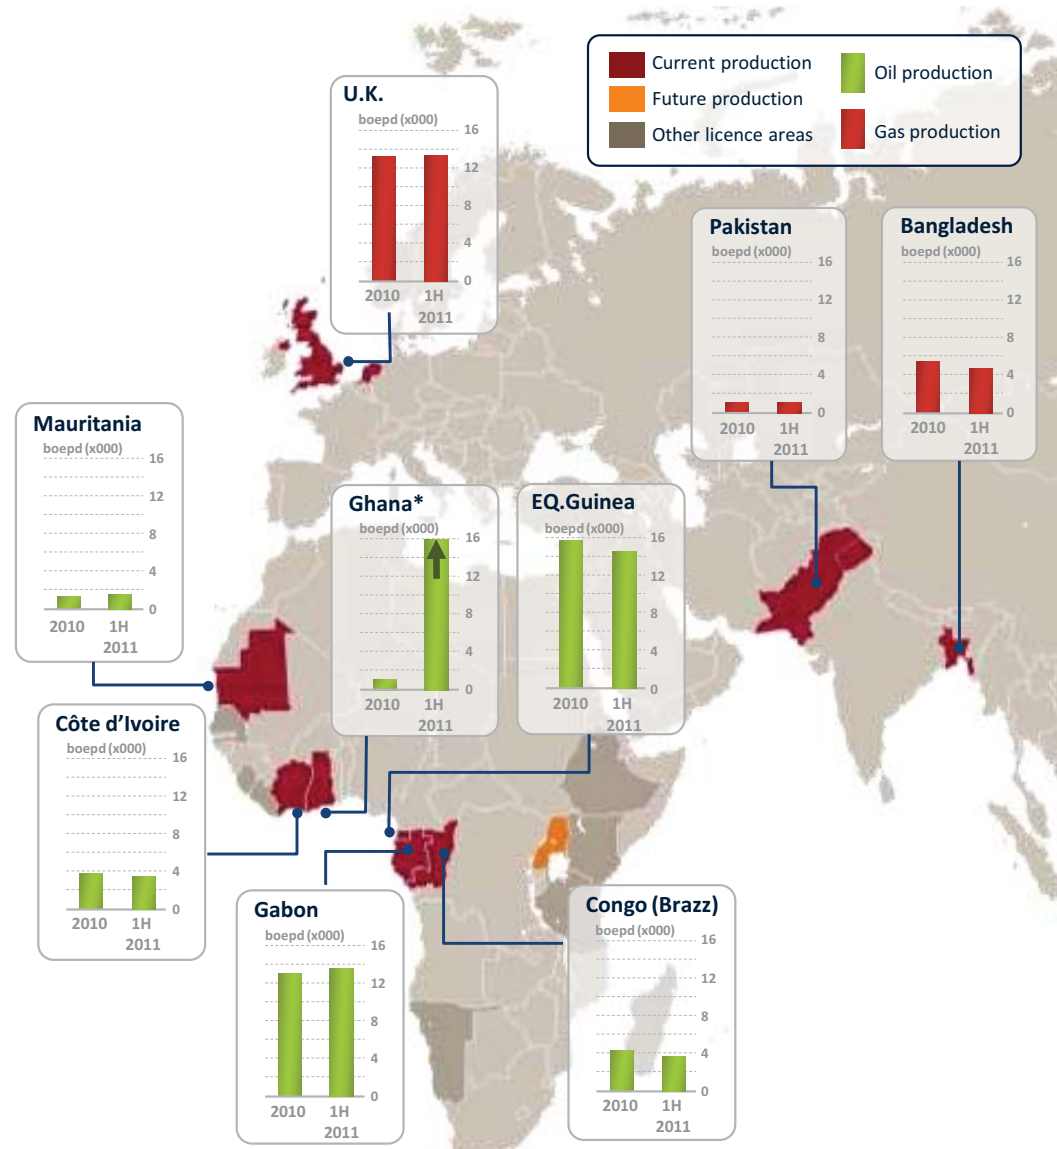 Current production
Future production
Other licence areas
Oil production
Gas production
U.K.
boepd (x000)
16
12
8
4
0
2010
1H
2011
Pakistan
boepd (x000)
16
12
8
4
0
2010
1H
2011
Bangladesh
boepd (x000)
16
12
8
4
0
2010
1H
2011
Mauritania
boepd (x000)
16
12
8
4
0
2010
1H
2011
Ghana*
boepd (x000)
16
12
8
4
0
2010
1H
2011
EQ.Guinea
boepd (x000)
16
12
8
4
0
2010
1H
2011
Côte d’Ivoire
boepd (x000)
16
12
8
4
0
2010
1H
2011
Gabon
boepd (x000)
16
12
8
4
0
2010
1H
2011
Congo (Brazz)
boepd (x000)
16
12
8
4
0
2010
1H
2011